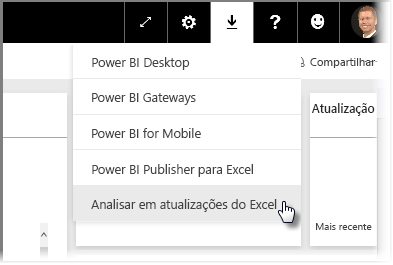 Power BI Desktop
Compartilhar
Power BI Gateways
Atualização
Power BI for Mobile
Power BI Publisher para Excel
Analisar em atualizações do Excel
Mais recente